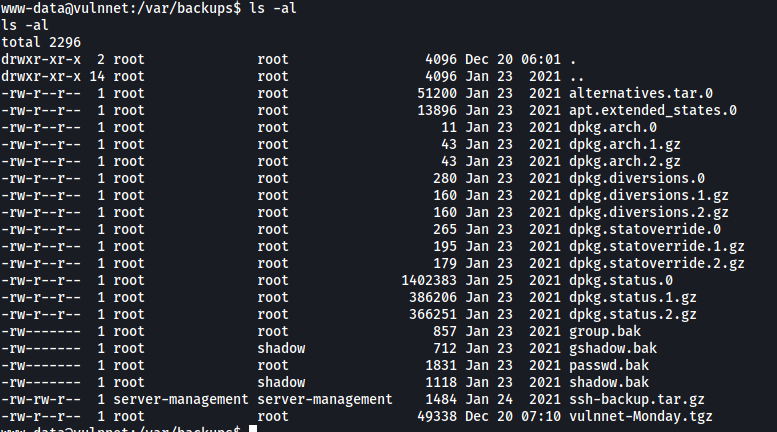 www-data@vulnnet:/var/backups$ ls -al
ls -al
total 2296
drwxr-xr-x  2 root              root                4096 Dec 20 06:01 .
drwxr-xr-x 14 root              root                4096 Jan 23  2021 ..
-rw-r--r--  1 root              root               51200 Jan 23  2021 alternatives.tar.0
-rw-r--r--  1 root              root               13896 Jan 23  2021 apt.extended_states.0
-rw-r--r--  1 root              root                  11 Jan 23  2021 dpkg.arch.0
-rw-r--r--  1 root              root                  43 Jan 23  2021 dpkg.arch.1.gz
-rw-r--r--  1 root              root                  43 Jan 23  2021 dpkg.arch.2.gz
-rw-r--r--  1 root              root                 280 Jan 23  2021 dpkg.diversions.0
-rw-r--r--  1 root              root                 160 Jan 23  2021 dpkg.diversions.1.gz
-rw-r--r--  1 root              root                 160 Jan 23  2021 dpkg.diversions.2.gz
-rw-r--r--  1 root              root                 265 Jan 23  2021 dpkg.statoverride.0
-rw-r--r--  1 root              root                 195 Jan 23  2021 dpkg.statoverride.1.gz
-rw-r--r--  1 root              root                 179 Jan 23  2021 dpkg.statoverride.2.gz
-rw-r--r--  1 root              root             1402383 Jan 25  2021 dpkg.status.0
-rw-r--r--  1 root              root              386206 Jan 23  2021 dpkg.status.1.gz
-rw-r--r--  1 root              root              366251 Jan 23  2021 dpkg.status.2.gz
-rw-------  1 root              root                 857 Jan 23  2021 group.bak
-rw-------  1 root              shadow               712 Jan 23  2021 gshadow.bak
-rw-------  1 root              root                1831 Jan 23  2021 passwd.bak
-rw-------  1 root              shadow              1118 Jan 23  2021 shadow.bak
-rw-rw-r--  1 server-management server-management   1484 Jan 24  2021 ssh-backup.tar.gz
-rw-r--r--  1 root              root               49338 Dec 20 07:10 vulnnet-Monday.tgz
www-data@vulnnet:/var/backups$